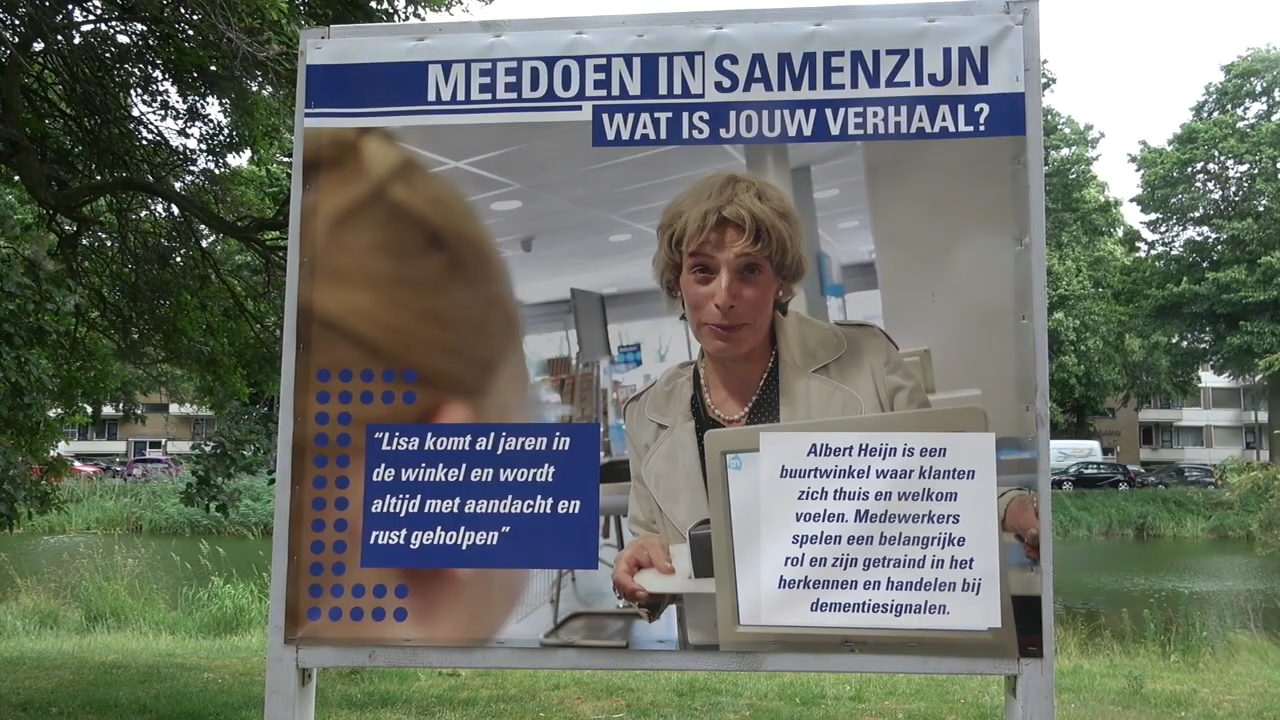 MEEDOEN IN SAMENZIJN
WAT IS JOUW VERHAAL?
“Lisa komt al jaren in
de winkel en wordt
altijd met aandacht en
rust geholpen”
Albert Heijn is een
buurtwinkel waar klanten
zich thuis en welkom
voelen. Medewerkers
spelen een belangrijke
rol en zijn getraind in het
herkennen en handelen bij
dementiesignalen.